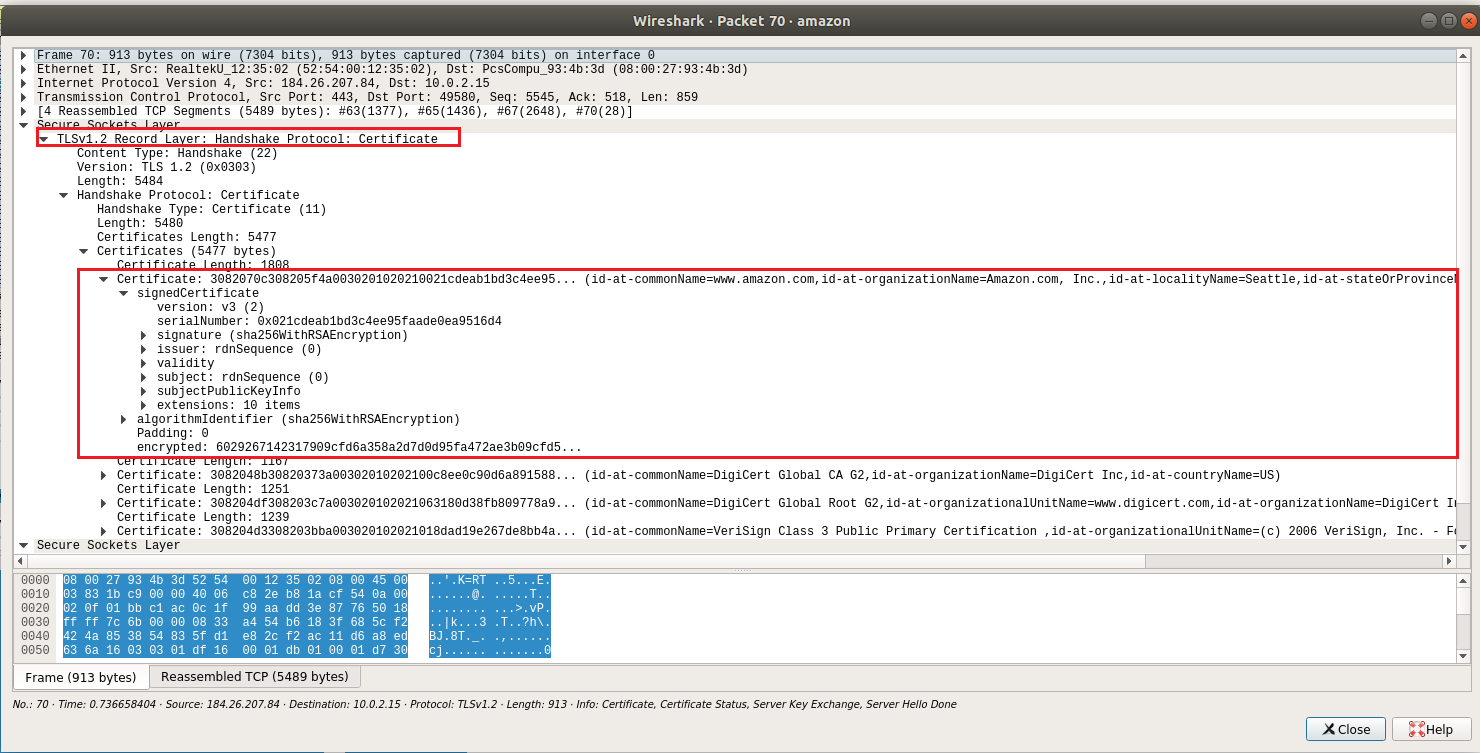 Wireshark · Packet 70 · amazon
Frame 70: 913 bytes on wire (7304 bits), 913 bytes captured (7304 bits) on interface 0
Ethernet II, Src: RealtekU_12:35:02 (52:54:00:12:35:02), Dst: PcsCompu_93:4b:3d (08:00:27:93:4b:3d)
Internet Protocol Version 4, Src: 184.26.207.84, Dst: 10.0.2.15
Transmission Control Protocol, Src Port: 443, Dst Port: 49580, Seq: 5545, Ack: 518, Len: 859
[4 Reassembled TCP Segments (5489 bytes): #63(1377), #65(1436), #67(2648), #70(28)]
Secure Sockets Layer
TLSv1.2 Record Layer: Handshake Protocol: Certificate
Content Type: Handshake (22)
Version: TLS 1.2 (0x0303)
Length: 5484
Handshake Protocol: Certificate
Handshake Type: Certificate (11)
Length: 5480
Certificates Length: 5477
Certificates (5477 bytes)
Certificate Length: 1808
Certificate: 3082070c308205f4a0030201020210021cdeab1bd3c4ee95... (id-at-commonName=www.amazon.com,id-at-organizationName=Amazon.com, Inc.,id-at-localityName=Seattle,id-at-stateOrProvince
signedCertificate
version: v3 (2)
serialNumber: 0x021cdeab1bd3c4ee95faade0ea9516d4
signature (sha256WithRSAEncryption)
issuer: rdnSequence (0)
validity
subject: rdnSequence (0)
subjectPublicKeyInfo
extensions: 10 items
algorithmIdentifier (sha256WithRSAEncryption)
Padding: 0
encrypted: 6029267142317909cfd6a358a2d7d0d95fa472ae3b09cfd5...
Certificate Length: 1167
Certificate: 3082048b30820373a00302010202100c8ee0c90d6a891588... (id-at-commonName=DigiCert Global CA G2,id-at-organizationName=DigiCert Inc,id-at-countryName=US)
Certificate Length: 1251
Certificate: 308204df308203c7a003020102021063180d38fb809778a9... (id-at-commonName=DigiCert Global Root G2,id-at-organizationalUnitName=www.digicert.com,id-at-organizationName=DigiCert In
Certificate Length: 1239
Certificate: 308204d3308203bba003020102021018dad19e267de8bb4a... (id-at-commonName=VeriSign Class 3 Public Primary Certification ,id-at-organizationalUnitName=(c) 2006 VeriSign, Inc. - Fo
Secure Sockets Layer
0000 08 00 27 93 4b 3d 52 54 00 12 35 02 08 00 45 00 ..'.K=RT ..5...E.
0010 03 83 1b c9 00 00 40 06 c8 2e b8 1a cf 54 0a 00 ......@. .....T..
0020 02 0f 01 bb c1 ac 0c 1f 99 aa dd 3e 87 76 50 18 ........ ...>.vP.
0030 ff ff 7c 6b 00 00 08 33 a4 54 b6 18 3f 68 5c f2 ..|k...3 .T..?h\.
0040 42 4a 85 38 54 83 5f d1 e8 2c f2 ac 11 d6 a8 ed BJ.8T._. .,......
0050 63 6a 16 03 03 01 df 16 00 01 db 01 00 01 d7 30 cj...... .......0
Frame (913 bytes) Reassembled TCP (5489 bytes)
No.: 70 · Time: 0.736658404 · Source: 184.26.207.84 · Destination: 10.0.2.15 · Protocol: TLSv1.2 · Length: 913 · Info: Certificate, Certificate Status, Server Key Exchange, Server Hello Done
Close Help